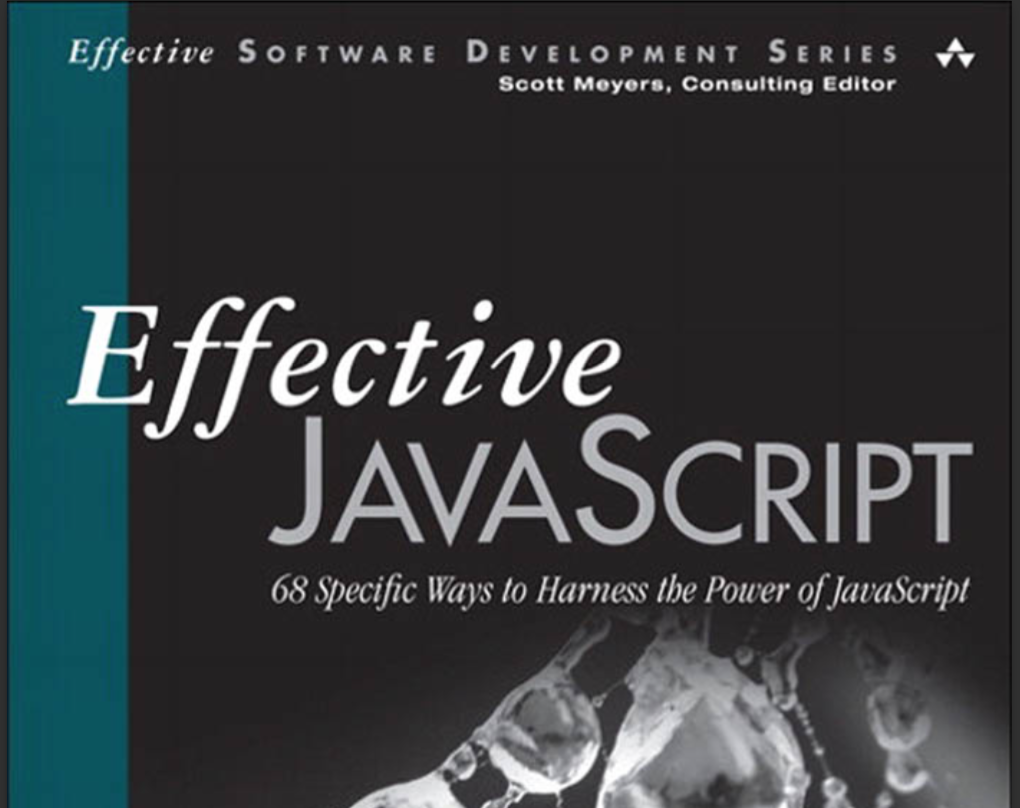 Effective SOFTWARE DEVELOPMENT SERIES
Scott Meyers, Consulting Editor
Effective
JAVASCRIPT
68 Specific Ways to Harness the Power of JavaScript